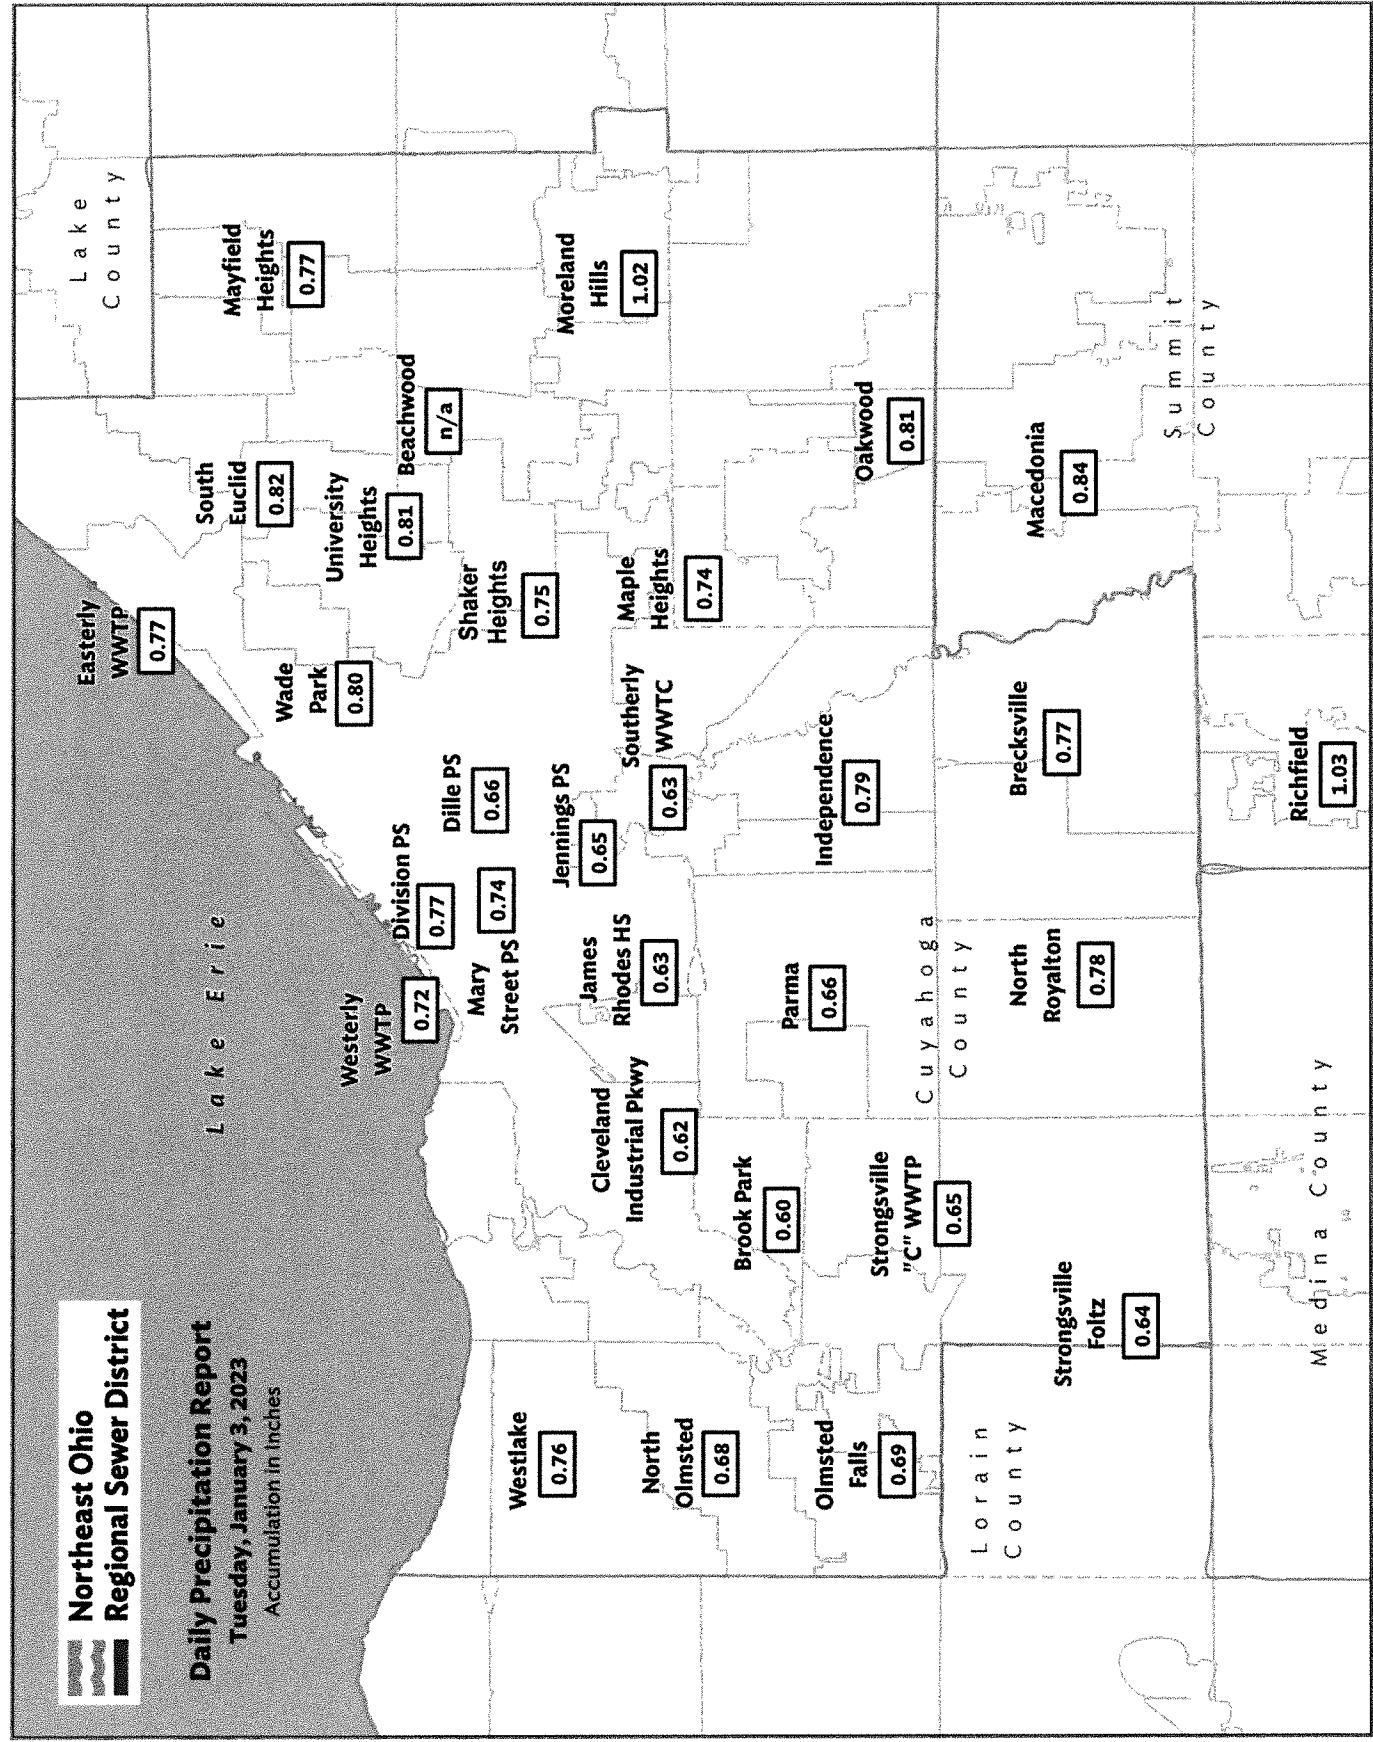 Northeast Ohio
Regional Sewer District
Daily Precipitation Report
Tuesday, January 3, 2023
Accumulation in Inches
Lake Erie
Lake
County
Easterly
WWTP
0.77
South
Euclid
0.82
Mayfield
Heights
0.77
Wade
Park
0.80
University
Heights
0.81
Beachwood
n/a
Westerly
WWTP
0.72
Division PS
0.77
Dille PS
0.66
Mary
Street PS
0.74
Shaker
Heights
0.75
Moreland
Hills
1.02
Westlake
0.76
Jennings PS
0.65
James
Rhodes HS
0.63
Southerly
WWTC
0.63
Maple
Heights
0.74
Cleveland
Industrial Pkwy
0.62
North
Olmsted
0.68
Brook Park
0.60
Parma
0.66
Independence
0.79
Oakwood
0.81
Olmsted
Falls
0.69
Strongsville
"C" WWTP
0.65
Cuyahoga
County
Lorain
County
North
Royalton
0.78
Brecksville
0.77
Macedonia
0.84
Strongsville
Foltz
0.64
Summit
County
Richfield
1.03
Medina County